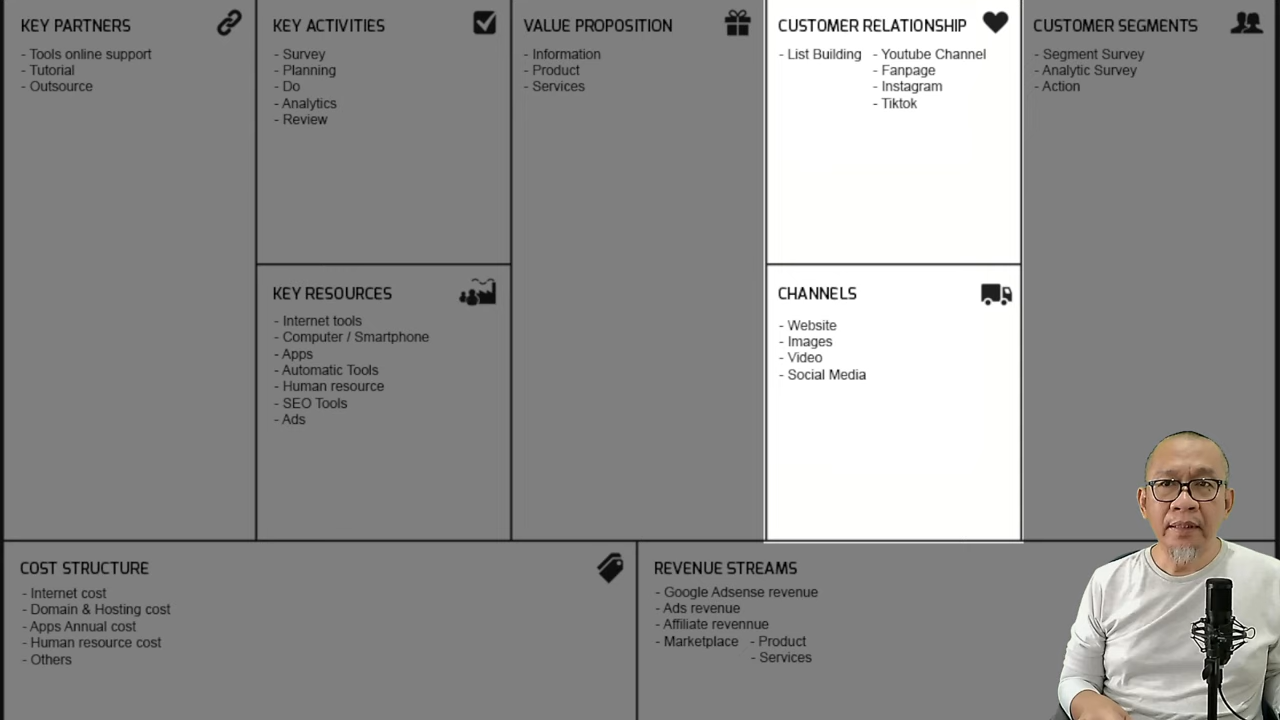 KEY PARTNERS
- Tools online support
- Tutorial
- Outsource
KEY ACTIVITIES
- Survey
- Planning
- Do
- Analytics
- Review
KEY RESOURCES
- Internet tools
- Computer / Smartphone
- Apps
- Automatic Tools
- Human resource
- SEO Tools
- Ads
VALUE PROPOSITION
- Information
- Product
- Services
CUSTOMER RELATIONSHIP
- List Building
- Youtube Channel
- Fanpage
- Instagram
- Tiktok
CHANNELS
- Website
- Images
- Video
- Social Media
CUSTOMER SEGMENTS
- Segment Survey
- Analytic Survey
- Action
COST STRUCTURE
- Internet cost
- Domain & Hosting cost
- Apps Annual cost
- Human resource cost
- Others
REVENUE STREAMS
- Google Adsense revenue
- Ads revenue
- Affiliate revennue
- Marketplace - Product
- Services